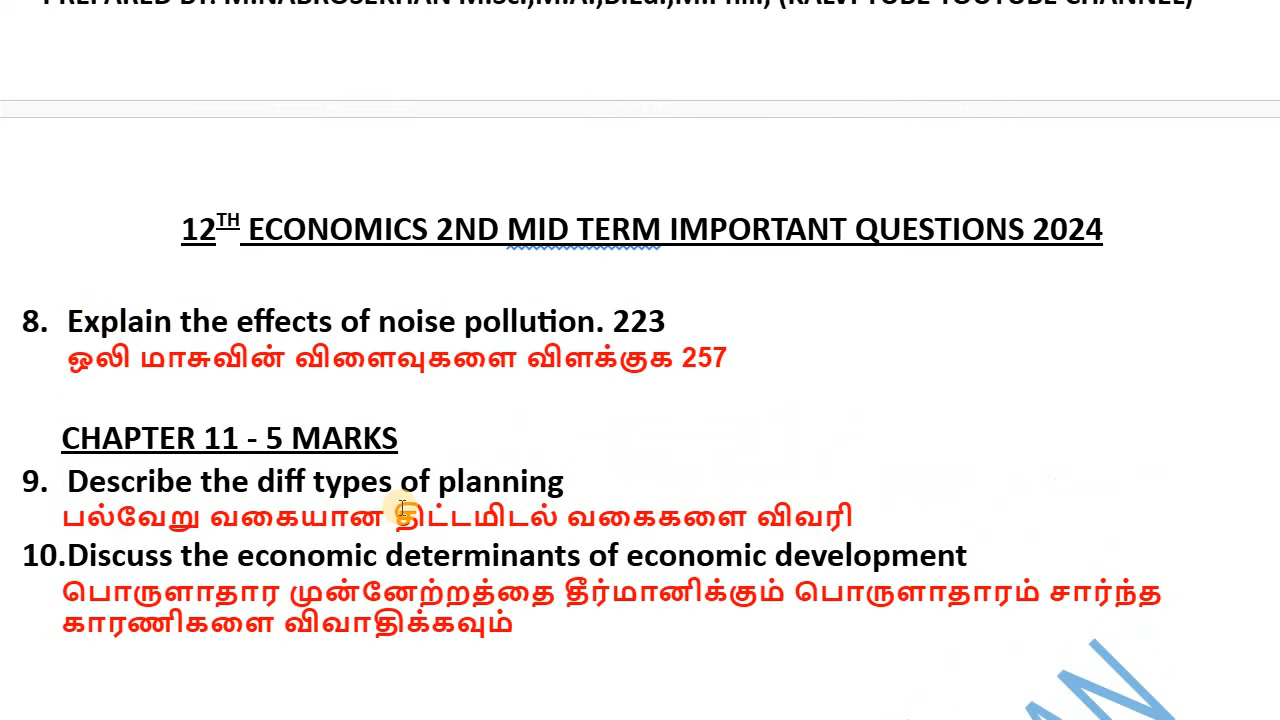 12TH ECONOMICS 2ND MID TERM IMPORTANT QUESTIONS 2024
8. Explain the effects of noise pollution. 223
ஒலி மாசுவின் விளைவுகளை விளக்குக 257
CHAPTER 11 - 5 MARKS
9. Describe the diff types of planning
பல்வேறு வகையான திட்டமிடல் வகைகளை விவரி
10.Discuss the economic determinants of economic development
பொருளாதார முன்னேற்றத்தை தீர்மானிக்கும் பொருளாதாரம் சார்ந்த
காரணிகளை விவாதிக்கவும்